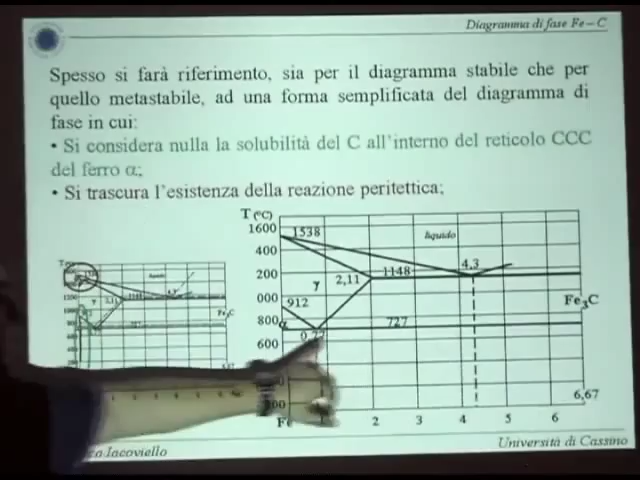 Diagramma di fase Fe – C
Spesso si farà riferimento, sia per il diagramma stabile che per
quello metastabile, ad una forma semplificata del diagramma di
fase in cui:
• Si considera nulla la solubilità del C all'interno del reticolo CCC
del ferro α;
• Si trascura l'esistenza della reazione peritettica;
T (°C)
1600
1538
liquido
400
4,3
200
γ
2,11
1148
000
912
Fe₃C
800
α
727
600
6,67
2 3 4 5 6
Iacoviello
Università di Cassino